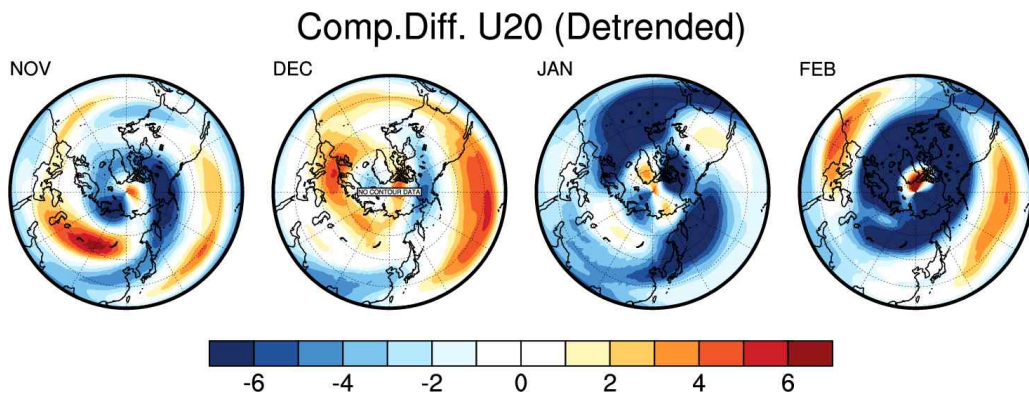 Comp.Diff. U20 (Detrended)
NOV DEC JAN FEB
NO CONTOUR DATA
-6 -4 -2 0 2 4 6